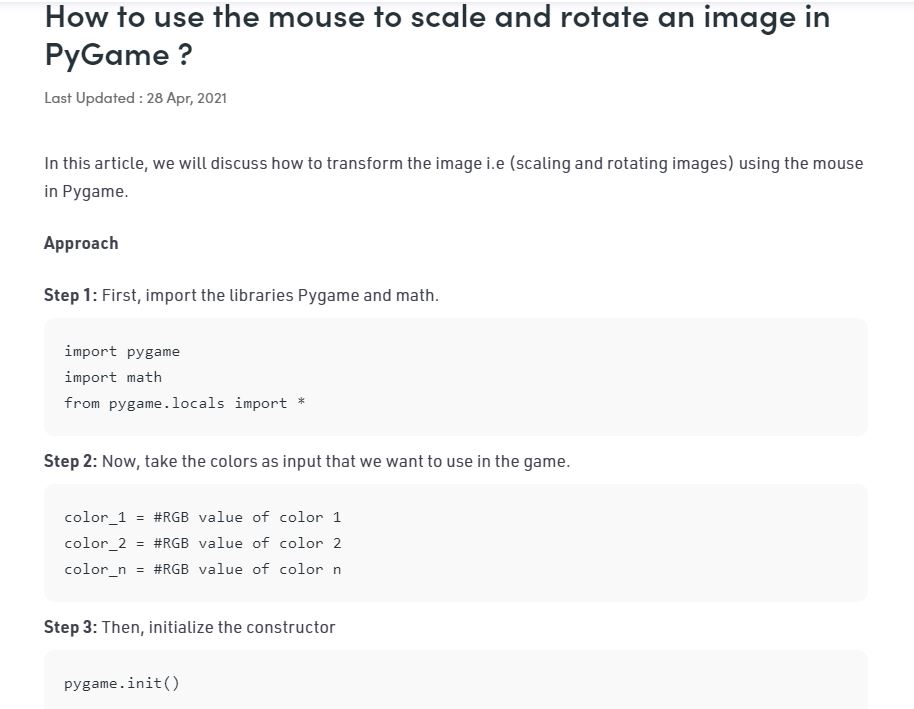 How to use the mouse to scale and rotate an image in
PyGame ?
Last Updated : 28 Apr, 2021
In this article, we will discuss how to transform the image i.e (scaling and rotating images) using the mouse
in Pygame.
Approach
Step 1: First, import the libraries Pygame and math.
import pygame
import math
from pygame.locals import *
Step 2: Now, take the colors as input that we want to use in the game.
color_1 = #RGB value of color 1
color_2 = #RGB value of color 2
color_n = #RGB value of color n
Step 3: Then, initialize the constructor
pygame.init()